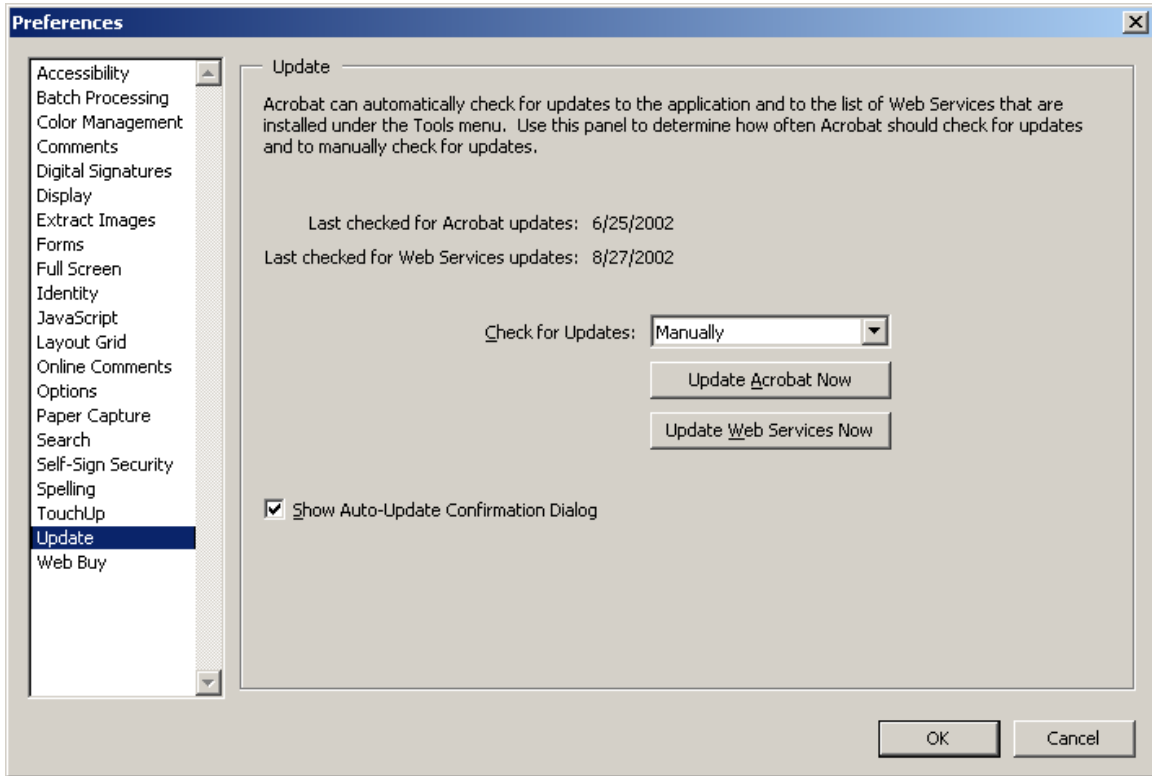 Preferences
Accessibility
Batch Processing
Color Management
Comments
Digital Signatures
Display
Extract Images
Forms
Full Screen
Identity
JavaScript
Layout Grid
Online Comments
Options
Paper Capture
Search
Self-Sign Security
Spelling
TouchUp
Update
Web Buy
Update
Acrobat can automatically check for updates to the application and to the list of Web Services that are
installed under the Tools menu.  Use this panel to determine how often Acrobat should check for updates
and to manually check for updates.
Last checked for Acrobat updates: 6/25/2002
Last checked for Web Services updates: 8/27/2002
Check for Updates: Manually
Update Acrobat Now
Update Web Services Now
Show Auto-Update Confirmation Dialog
OK Cancel